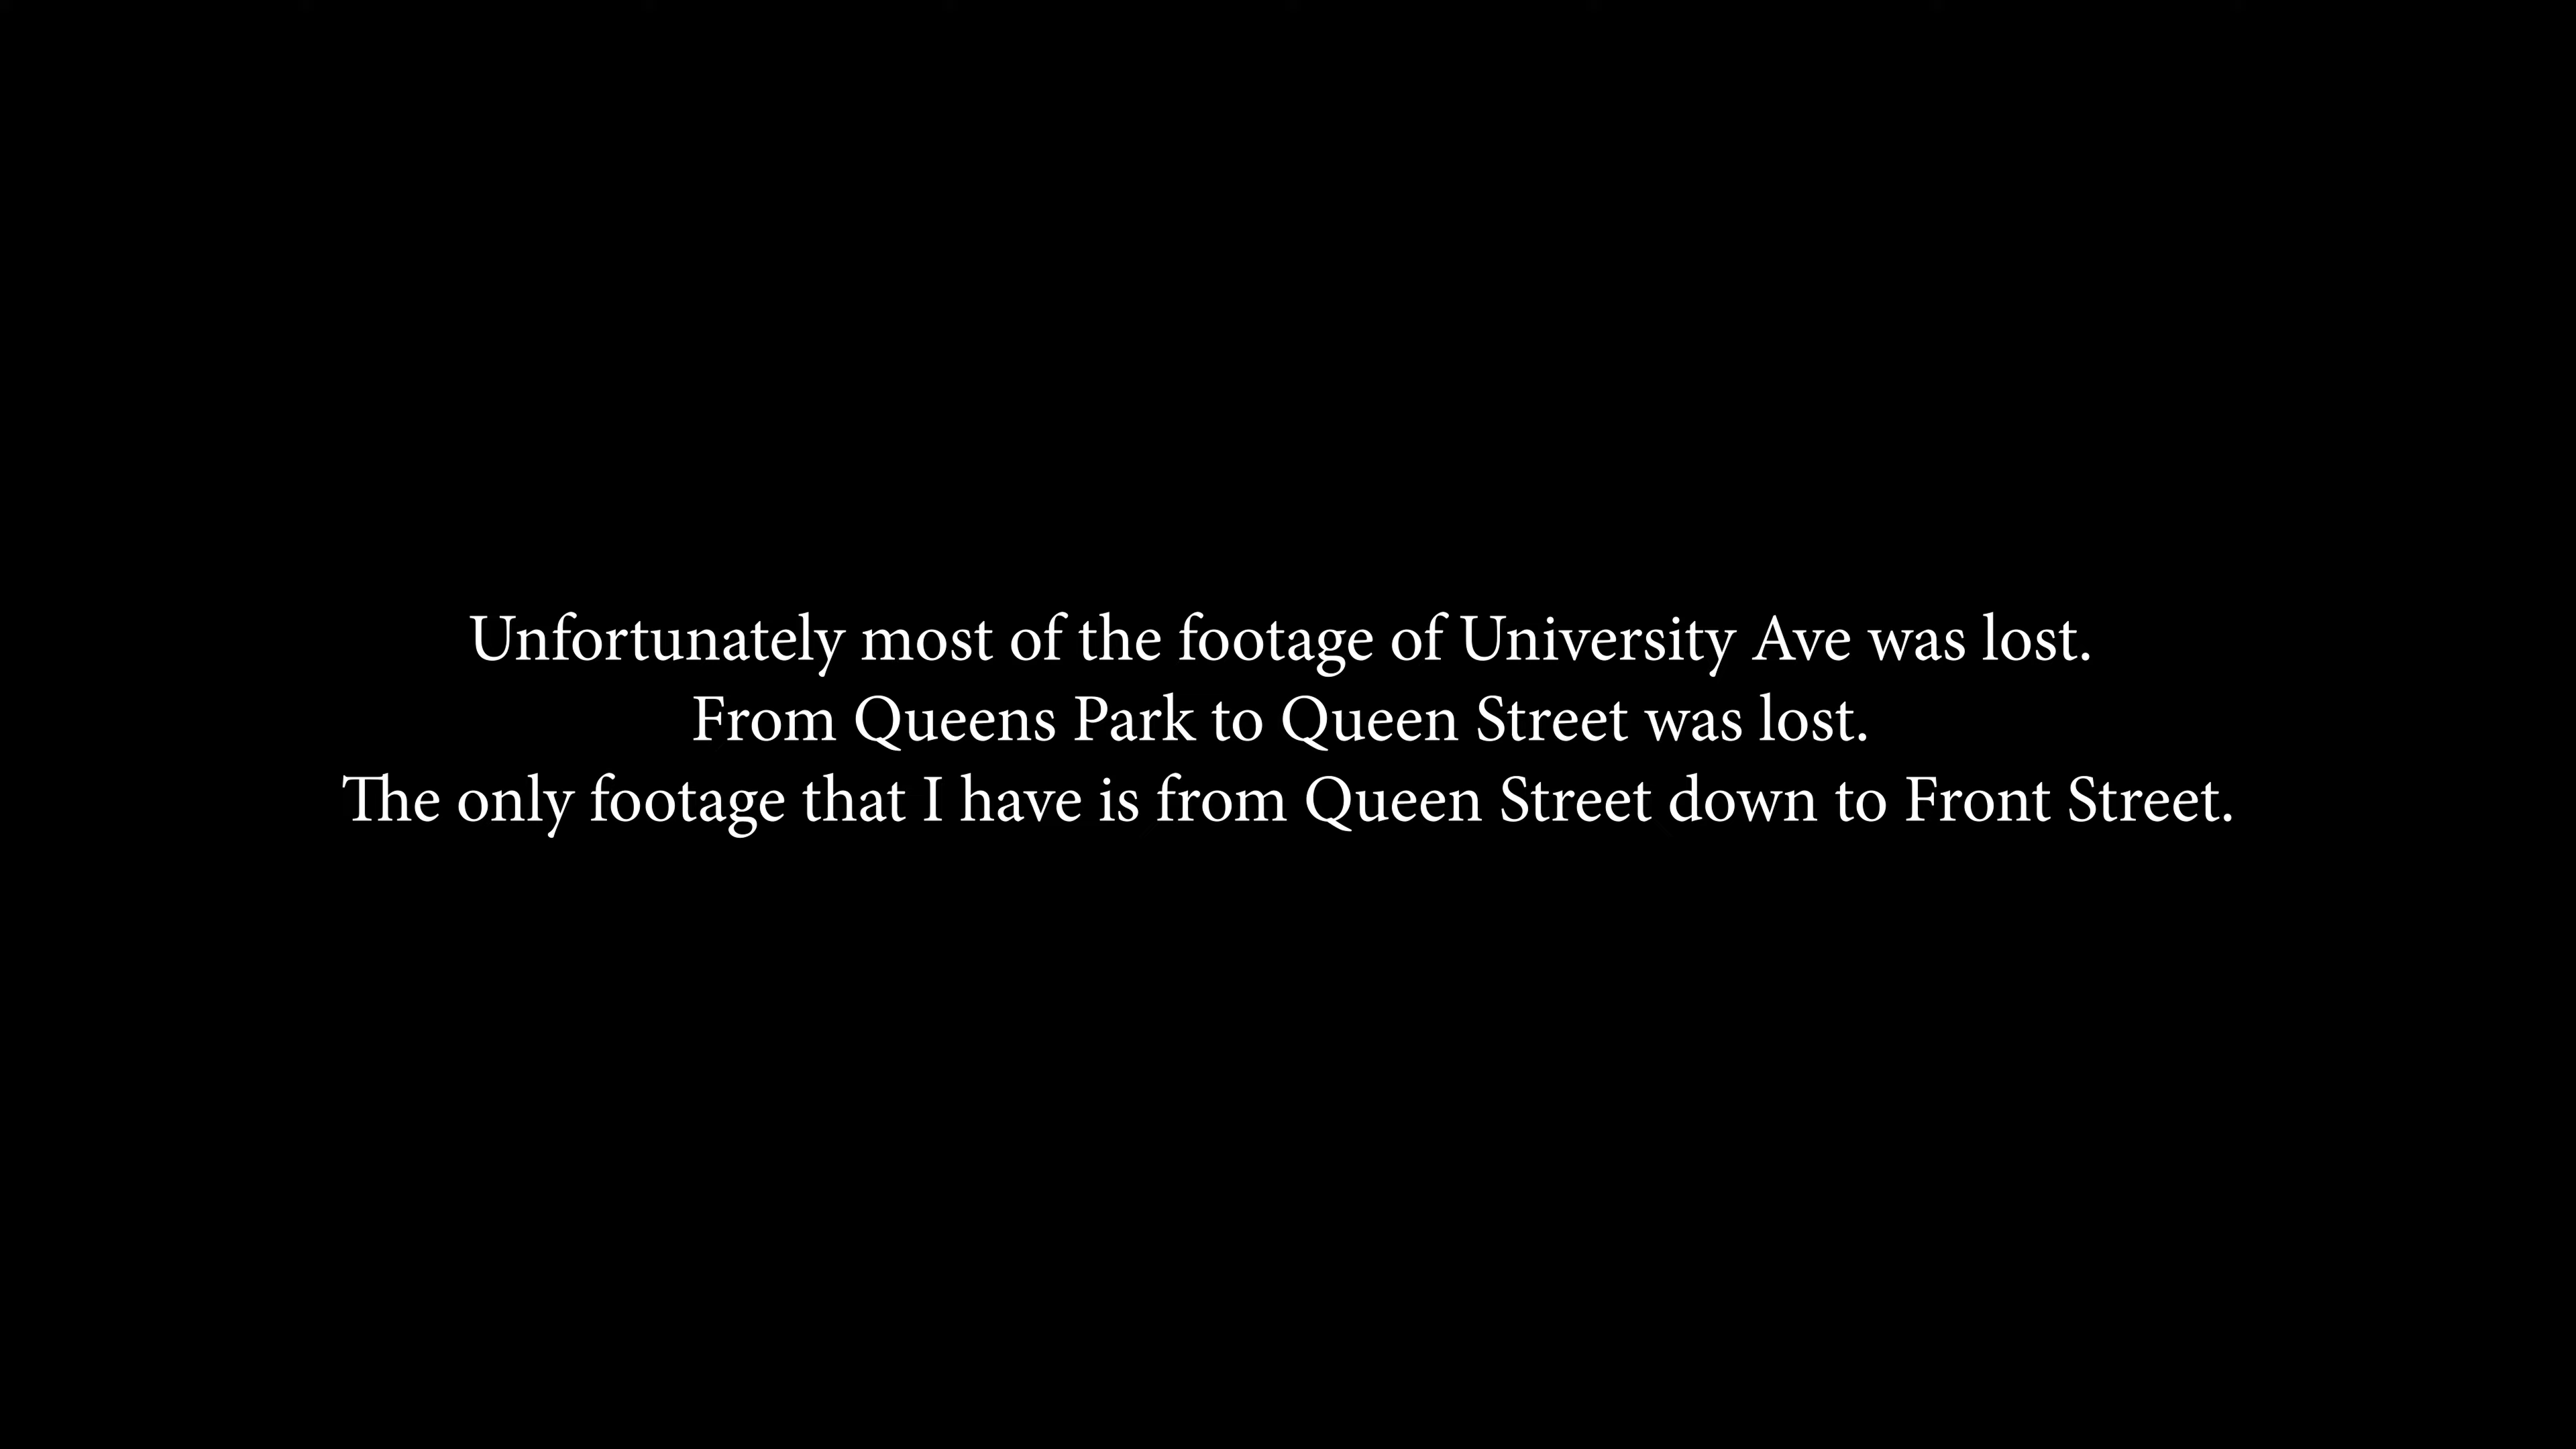 Unfortunately most of the footage of University Ave was lost.
From Queens Park to Queen Street was lost.
The only footage that I have is from Queen Street down to Front Street.